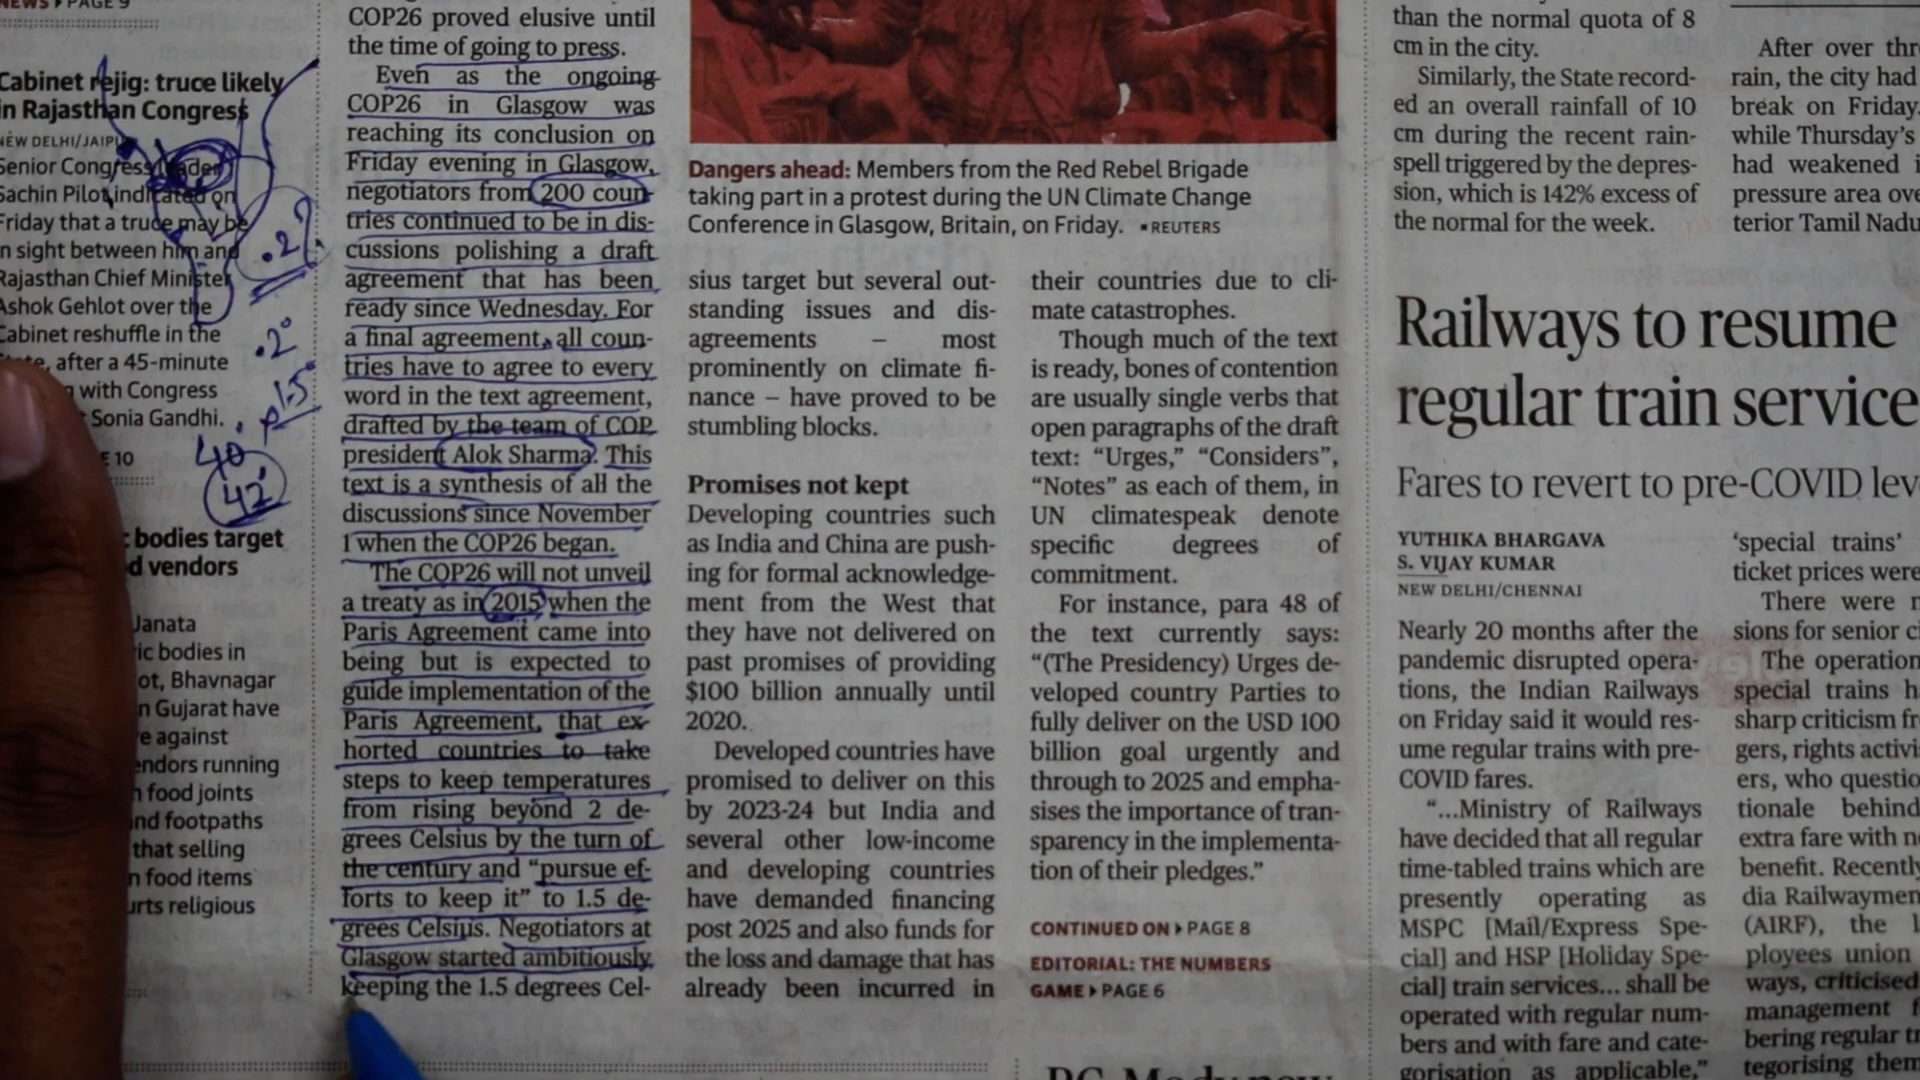 NEWS ▸ PAGE 9
Cabinet rejig: truce likely
in Rajasthan Congress
NEW DELHI/JAIPUR
Senior Congress leader
Sachin Pilot indicated on
Friday that a truce may be
in sight between him and
Rajasthan Chief Minister
Ashok Gehlot over the
Cabinet reshuffle in the
State, after a 45-minute
with Congress
Sonia Gandhi.
E 10
.2°
.2°
1.5°
40
42
bodies target
d vendors
Janata
ic bodies in
ot, Bhavnagar
n Gujarat have
e against
endors running
food joints
nd footpaths
that selling
n food items
urts religious
COP26 proved elusive until
the time of going to press.
Even as the ongoing
COP26 in Glasgow was
reaching its conclusion on
Friday evening in Glasgow,
negotiators from 200 coun-
tries continued to be in dis-
cussions polishing a draft
agreement that has been
ready since Wednesday. For
a final agreement, all coun-
tries have to agree to every
word in the text agreement,
drafted by the team of COP
president Alok Sharma. This
text is a synthesis of all the
discussions since November
1 when the COP26 began.
The COP26 will not unveil
a treaty as in 2015 when the
Paris Agreement came into
being but is expected to
guide implementation of the
Paris Agreement, that ex-
horted countries to take
steps to keep temperatures
from rising beyond 2 de-
grees Celsius by the turn of
the century and “pursue ef-
forts to keep it” to 1.5 de-
grees Celsius. Negotiators at
Glasgow started ambitiously
keeping the 1.5 degrees Cel-
Dangers ahead: Members from the Red Rebel Brigade
taking part in a protest during the UN Climate Change
Conference in Glasgow, Britain, on Friday. ▪ REUTERS
sius target but several out-
standing issues and dis-
agreements – most
prominently on climate fi-
nance – have proved to be
stumbling blocks.
Promises not kept
Developing countries such
as India and China are push-
ing for formal acknowledge-
ment from the West that
they have not delivered on
past promises of providing
$100 billion annually until
2020.
Developed countries have
promised to deliver on this
by 2023-24 but India and
several other low-income
and developing countries
have demanded financing
post 2025 and also funds for
the loss and damage that has
already been incurred in
their countries due to cli-
mate catastrophes.
Though much of the text
is ready, bones of contention
are usually single verbs that
open paragraphs of the draft
text: “Urges,” “Considers”,
“Notes” as each of them, in
UN climatespeak denote
specific degrees of
commitment.
For instance, para 48 of
the text currently says:
“(The Presidency) Urges de-
veloped country Parties to
fully deliver on the USD 100
billion goal urgently and
through to 2025 and empha-
sises the importance of tran-
sparency in the implementa-
tion of their pledges.”
CONTINUED ON ▸ PAGE 8
EDITORIAL: THE NUMBERS
GAME ▸ PAGE 6
than the normal quota of 8
cm in the city.
Similarly, the State record-
ed an overall rainfall of 10
cm during the recent rain-
spell triggered by the depres-
sion, which is 142% excess of
the normal for the week.
After over thr
rain, the city had
break on Friday.
while Thursday’s
had weakened i
pressure area ove
terior Tamil Nadu
Railways to resume
regular train service
Fares to revert to pre-COVID lev
YUTHIKA BHARGAVA
S. VIJAY KUMAR
NEW DELHI/CHENNAI
Nearly 20 months after the
pandemic disrupted opera-
tions, the Indian Railways
on Friday said it would res-
ume regular trains with pre-
COVID fares.
“...Ministry of Railways
have decided that all regular
time-tabled trains which are
presently operating as
MSPC [Mail/Express Spe-
cial] and HSP [Holiday Spe-
cial] train services... shall be
operated with regular num-
bers and with fare and cate-
gorisation as applicable,”
‘special trains’
ticket prices were
There were n
sions for senior ci
The operation
special trains h
sharp criticism fr
gers, rights activi
ers, who questio
tionale behind
extra fare with n
benefit. Recently
dia Railwaymen
(AIRF), the l
ployees union
ways, criticised
management f
bering regular tr
tegorising them